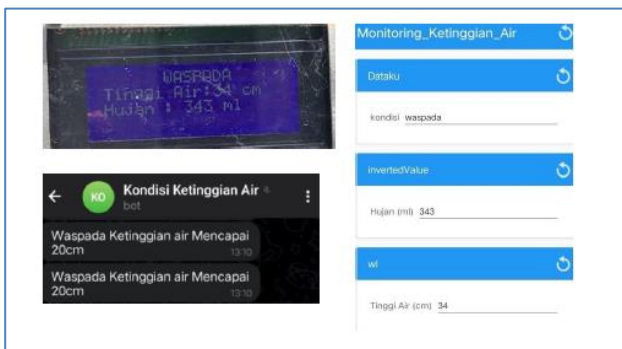 WASPADA
Tinggi Air:34 cm
Hujan : 343 ml
Kondisi Ketinggian Air
KO
bot
Waspada Ketinggian air Mencapai
20cm
13:10
Waspada Ketinggian air Mencapai
20cm
13:10
Monitoring_Ketinggian_Air
Dataku
kondisi waspada
invertedValue
Hujan (ml) 343
wl
Tinggi Air (cm) 34